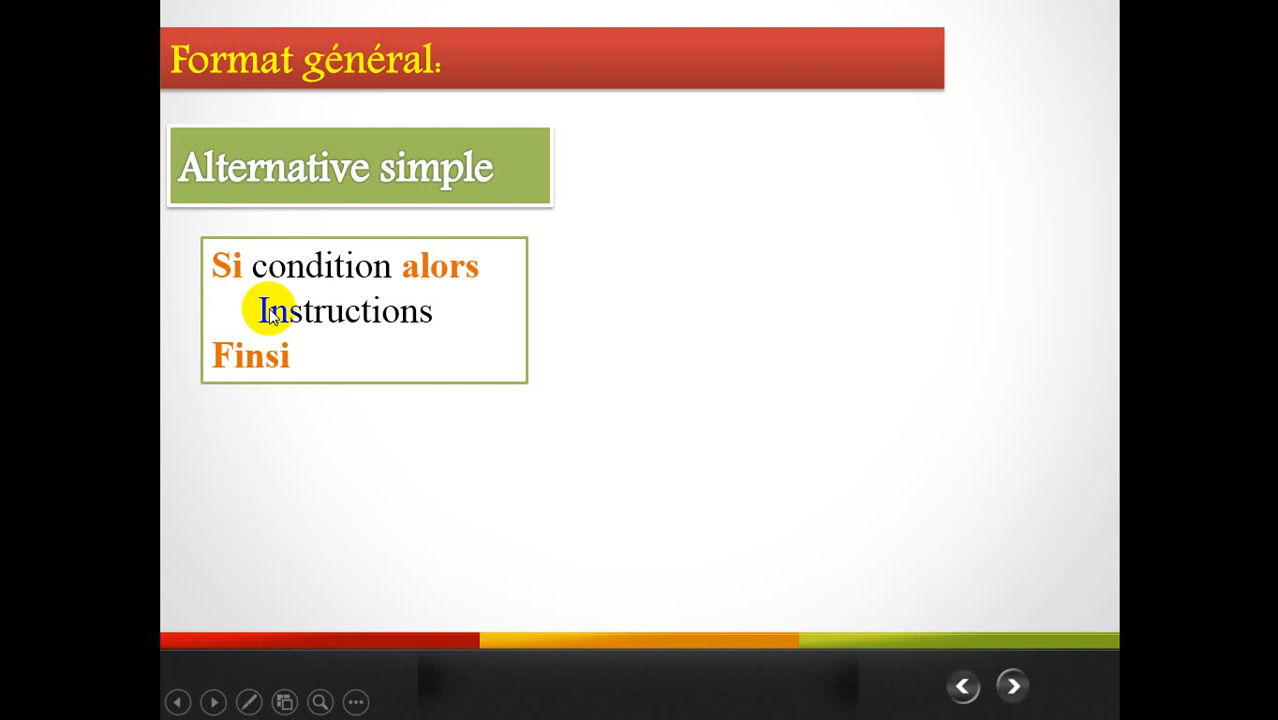 Format général:
Alternative simple
Si condition alors
Instructions
Finsi